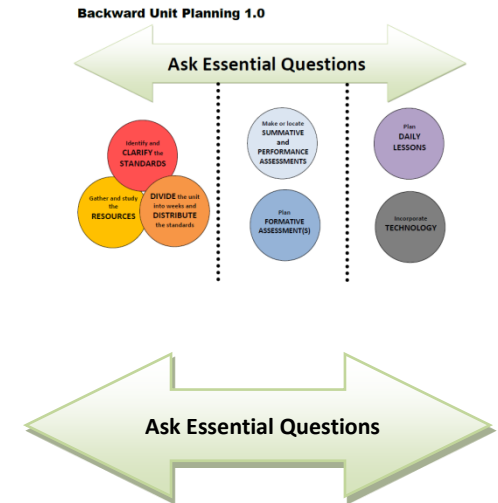 Backward Unit Planning 1.0
Ask Essential Questions
Identify and
CLARIFY the
STANDARDS
Gather and study
the
RESOURCES
DIVIDE the unit
into weeks and
DISTRIBUTE
the standards
Make or locate
SUMMATIVE
and
PERFORMANCE
ASSESSMENTS
Plan
FORMATIVE
ASSESSMENT(S)
Plan
DAILY
LESSONS
Incorporate
TECHNOLOGY
Ask Essential Questions